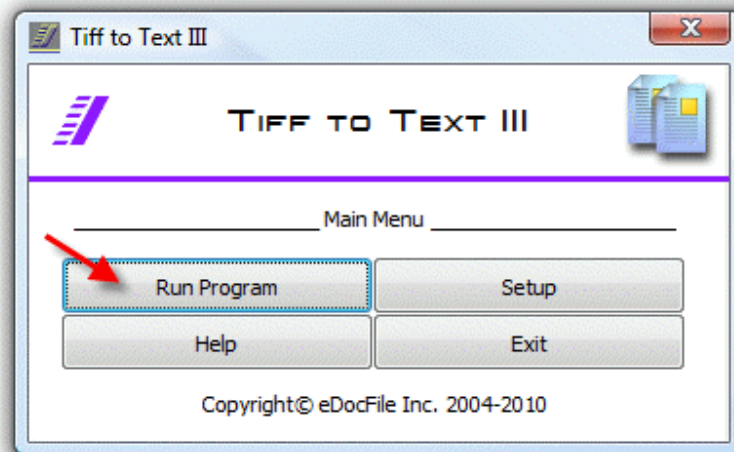 Tiff to Text III
TIFF TO TEXT III
Main Menu
Run Program Setup
Help Exit
Copyright© eDocFile Inc. 2004-2010